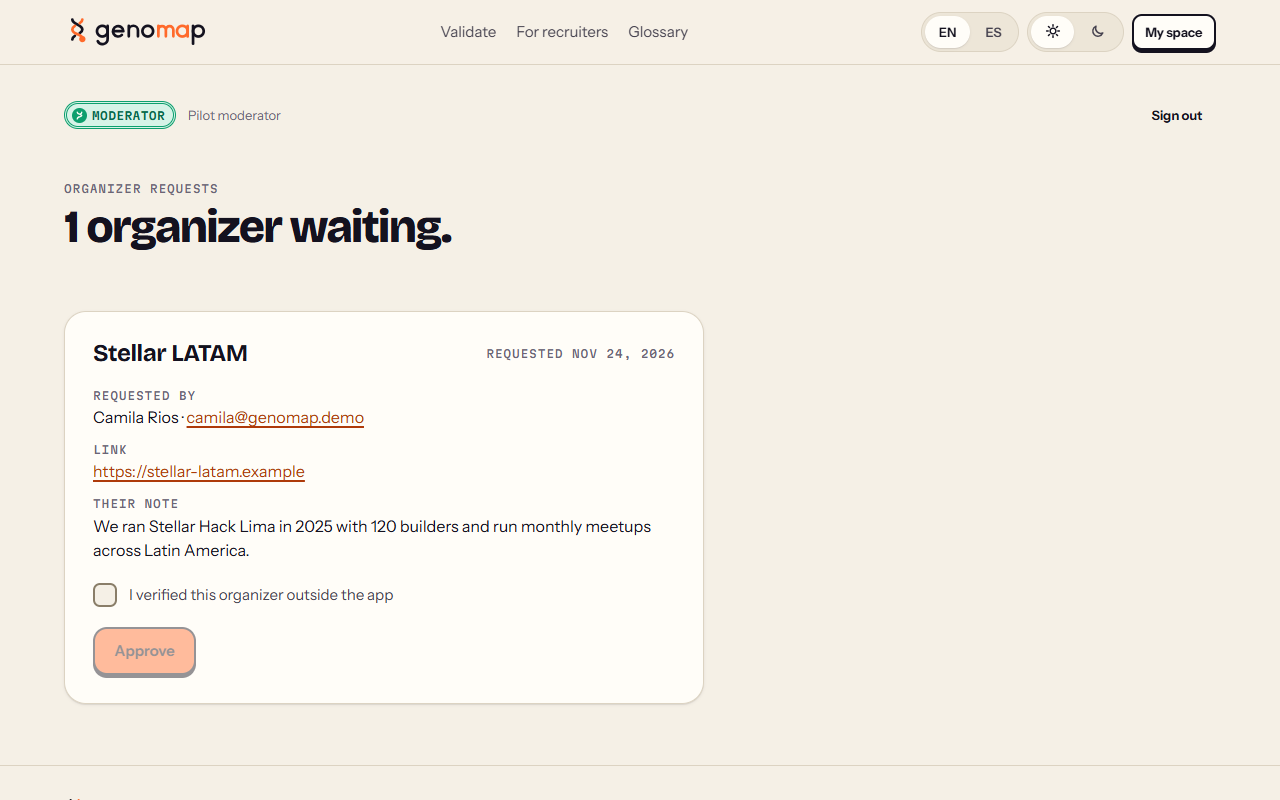 genomap
Validate
For recruiters
Glossary
EN
ES
My space
MODERATOR
Pilot moderator
Sign out
ORGANIZER REQUESTS
1 organizer waiting.
Stellar LATAM
REQUESTED NOV 24, 2026
REQUESTED BY
Camila Rios · camila@genomap.demo
LINK
https://stellar-latam.example
THEIR NOTE
We ran Stellar Hack Lima in 2025 with 120 builders and run monthly meetups
across Latin America.
I verified this organizer outside the app
Approve